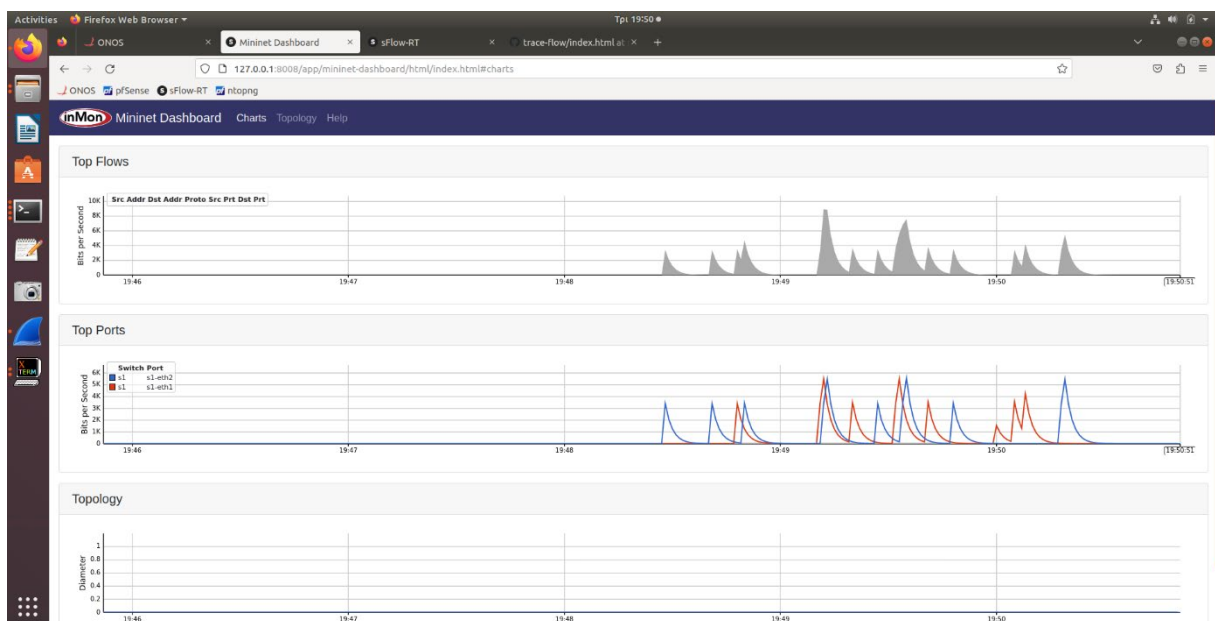 Activities Firefox Web Browser Τρι 19:50
ONOS Mininet Dashboard sFlow-RT trace-flow/index.html at
127.0.0.1:8008/app/mininet-dashboard/html/index.html#charts
ONOS pfSense sFlow-RT ntopng
inMon Mininet Dashboard Charts Topology Help
Top Flows
Src Addr Dst Addr Proto Src Prt Dst Prt
Bits per Second
10K
8K
6K
4K
2K
0
19:46 19:47 19:48 19:49 19:50 19:50:51
Top Ports
Switch Port
s1 s1-eth2
s1 s1-eth1
Bits per Second
6K
5K
4K
3K
2K
1K
0
19:46 19:47 19:48 19:49 19:50 19:50:51
Topology
Diameter
1
0.8
0.6
0.4
0.2
0
19:46 19:47 19:48 19:49 19:50
X
TERM